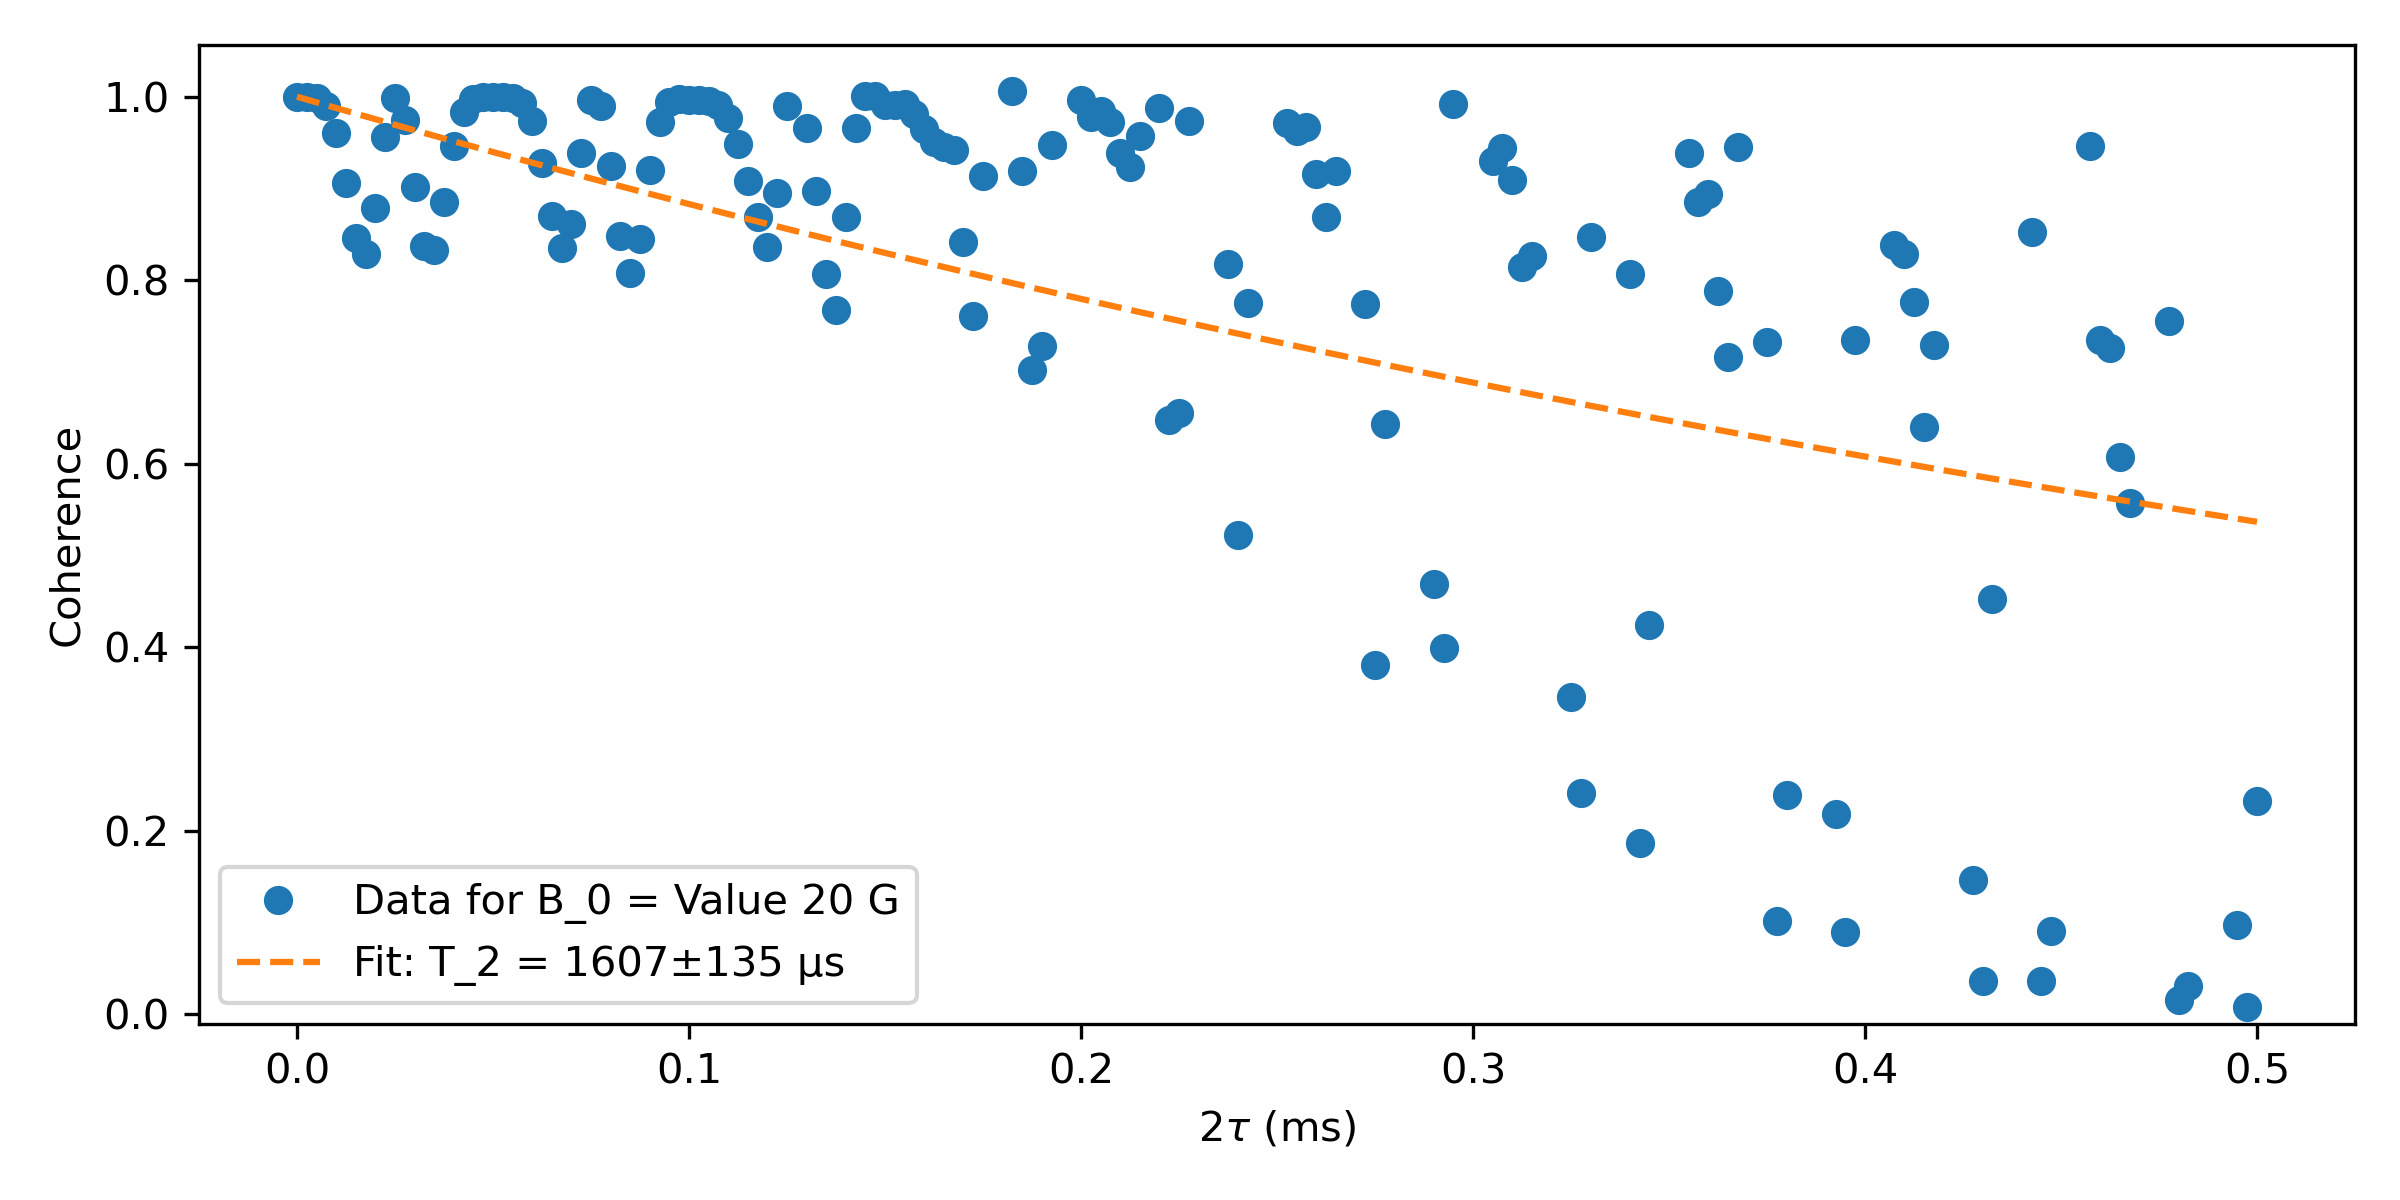 1.0
0.8
0.6
0.4
0.2
0.0
Coherence
Data for B_0 = Value 20 G
Fit: T_2 = 1607±135 μs
0.0 0.1 0.2 0.3 0.4 0.5
2τ (ms)